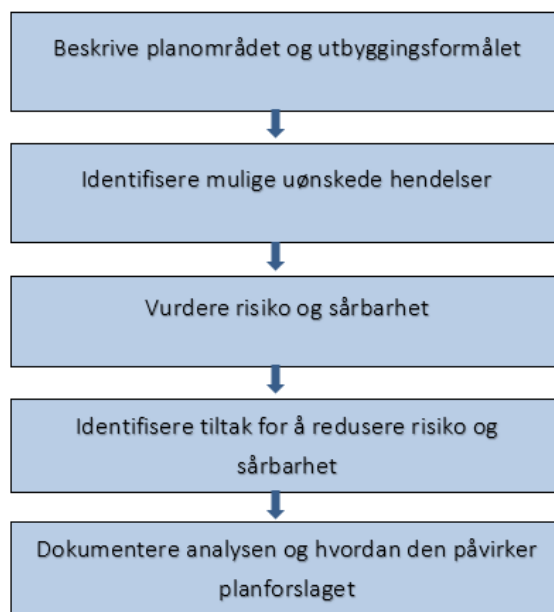 Beskrive planområdet og utbyggingsformålet
Identifisere mulige uønskede hendelser
Vurdere risiko og sårbarhet
Identifisere tiltak for å redusere risiko og
sårbarhet
Dokumentere analysen og hvordan den påvirker
planforslaget